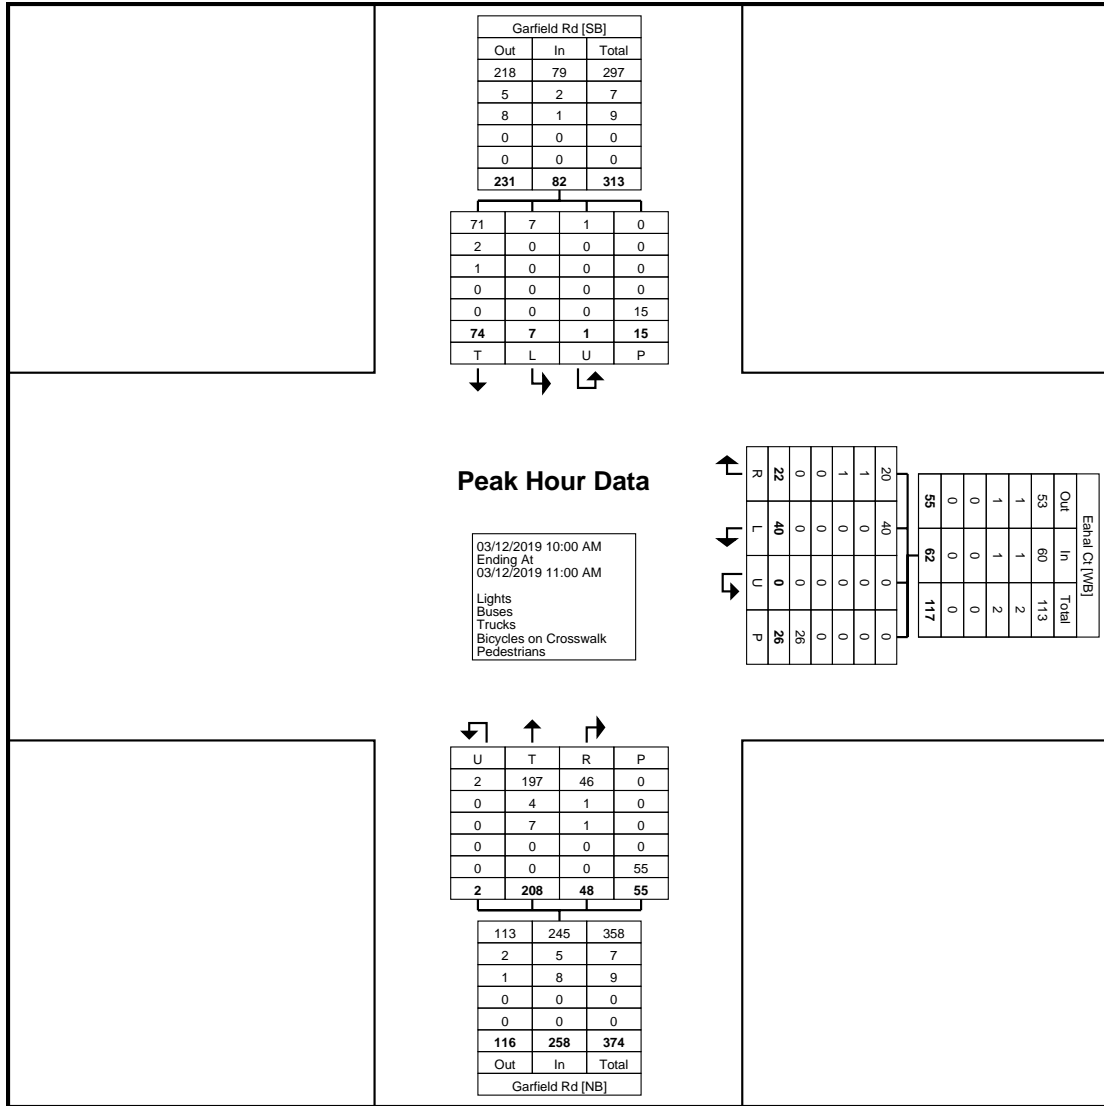 Garfield Rd [SB]
Out In Total
218 79 297
5 2 7
8 1 9
0 0 0
0 0 0
231 82 313
71 7 1 0
2 0 0 0
1 0 0 0
0 0 0 0
0 0 0 15
74 7 1 15
T L U P
Peak Hour Data
03/12/2019 10:00 AM
Ending At
03/12/2019 11:00 AM
Lights
Buses
Trucks
Bicycles on Crosswalk
Pedestrians
Eahal Ct [WB]
Out In Total
53 60 113
1 1 2
1 1 2
0 0 0
0 0 0
55 62 117
20 40 0 0
1 0 0 0
1 0 0 0
0 0 0 0
0 0 0 26
22 40 0 26
R L U P
U T R P
2 197 46 0
0 4 1 0
0 7 1 0
0 0 0 0
0 0 0 55
2 208 48 55
113 245 358
2 5 7
1 8 9
0 0 0
0 0 0
116 258 374
Out In Total
Garfield Rd [NB]